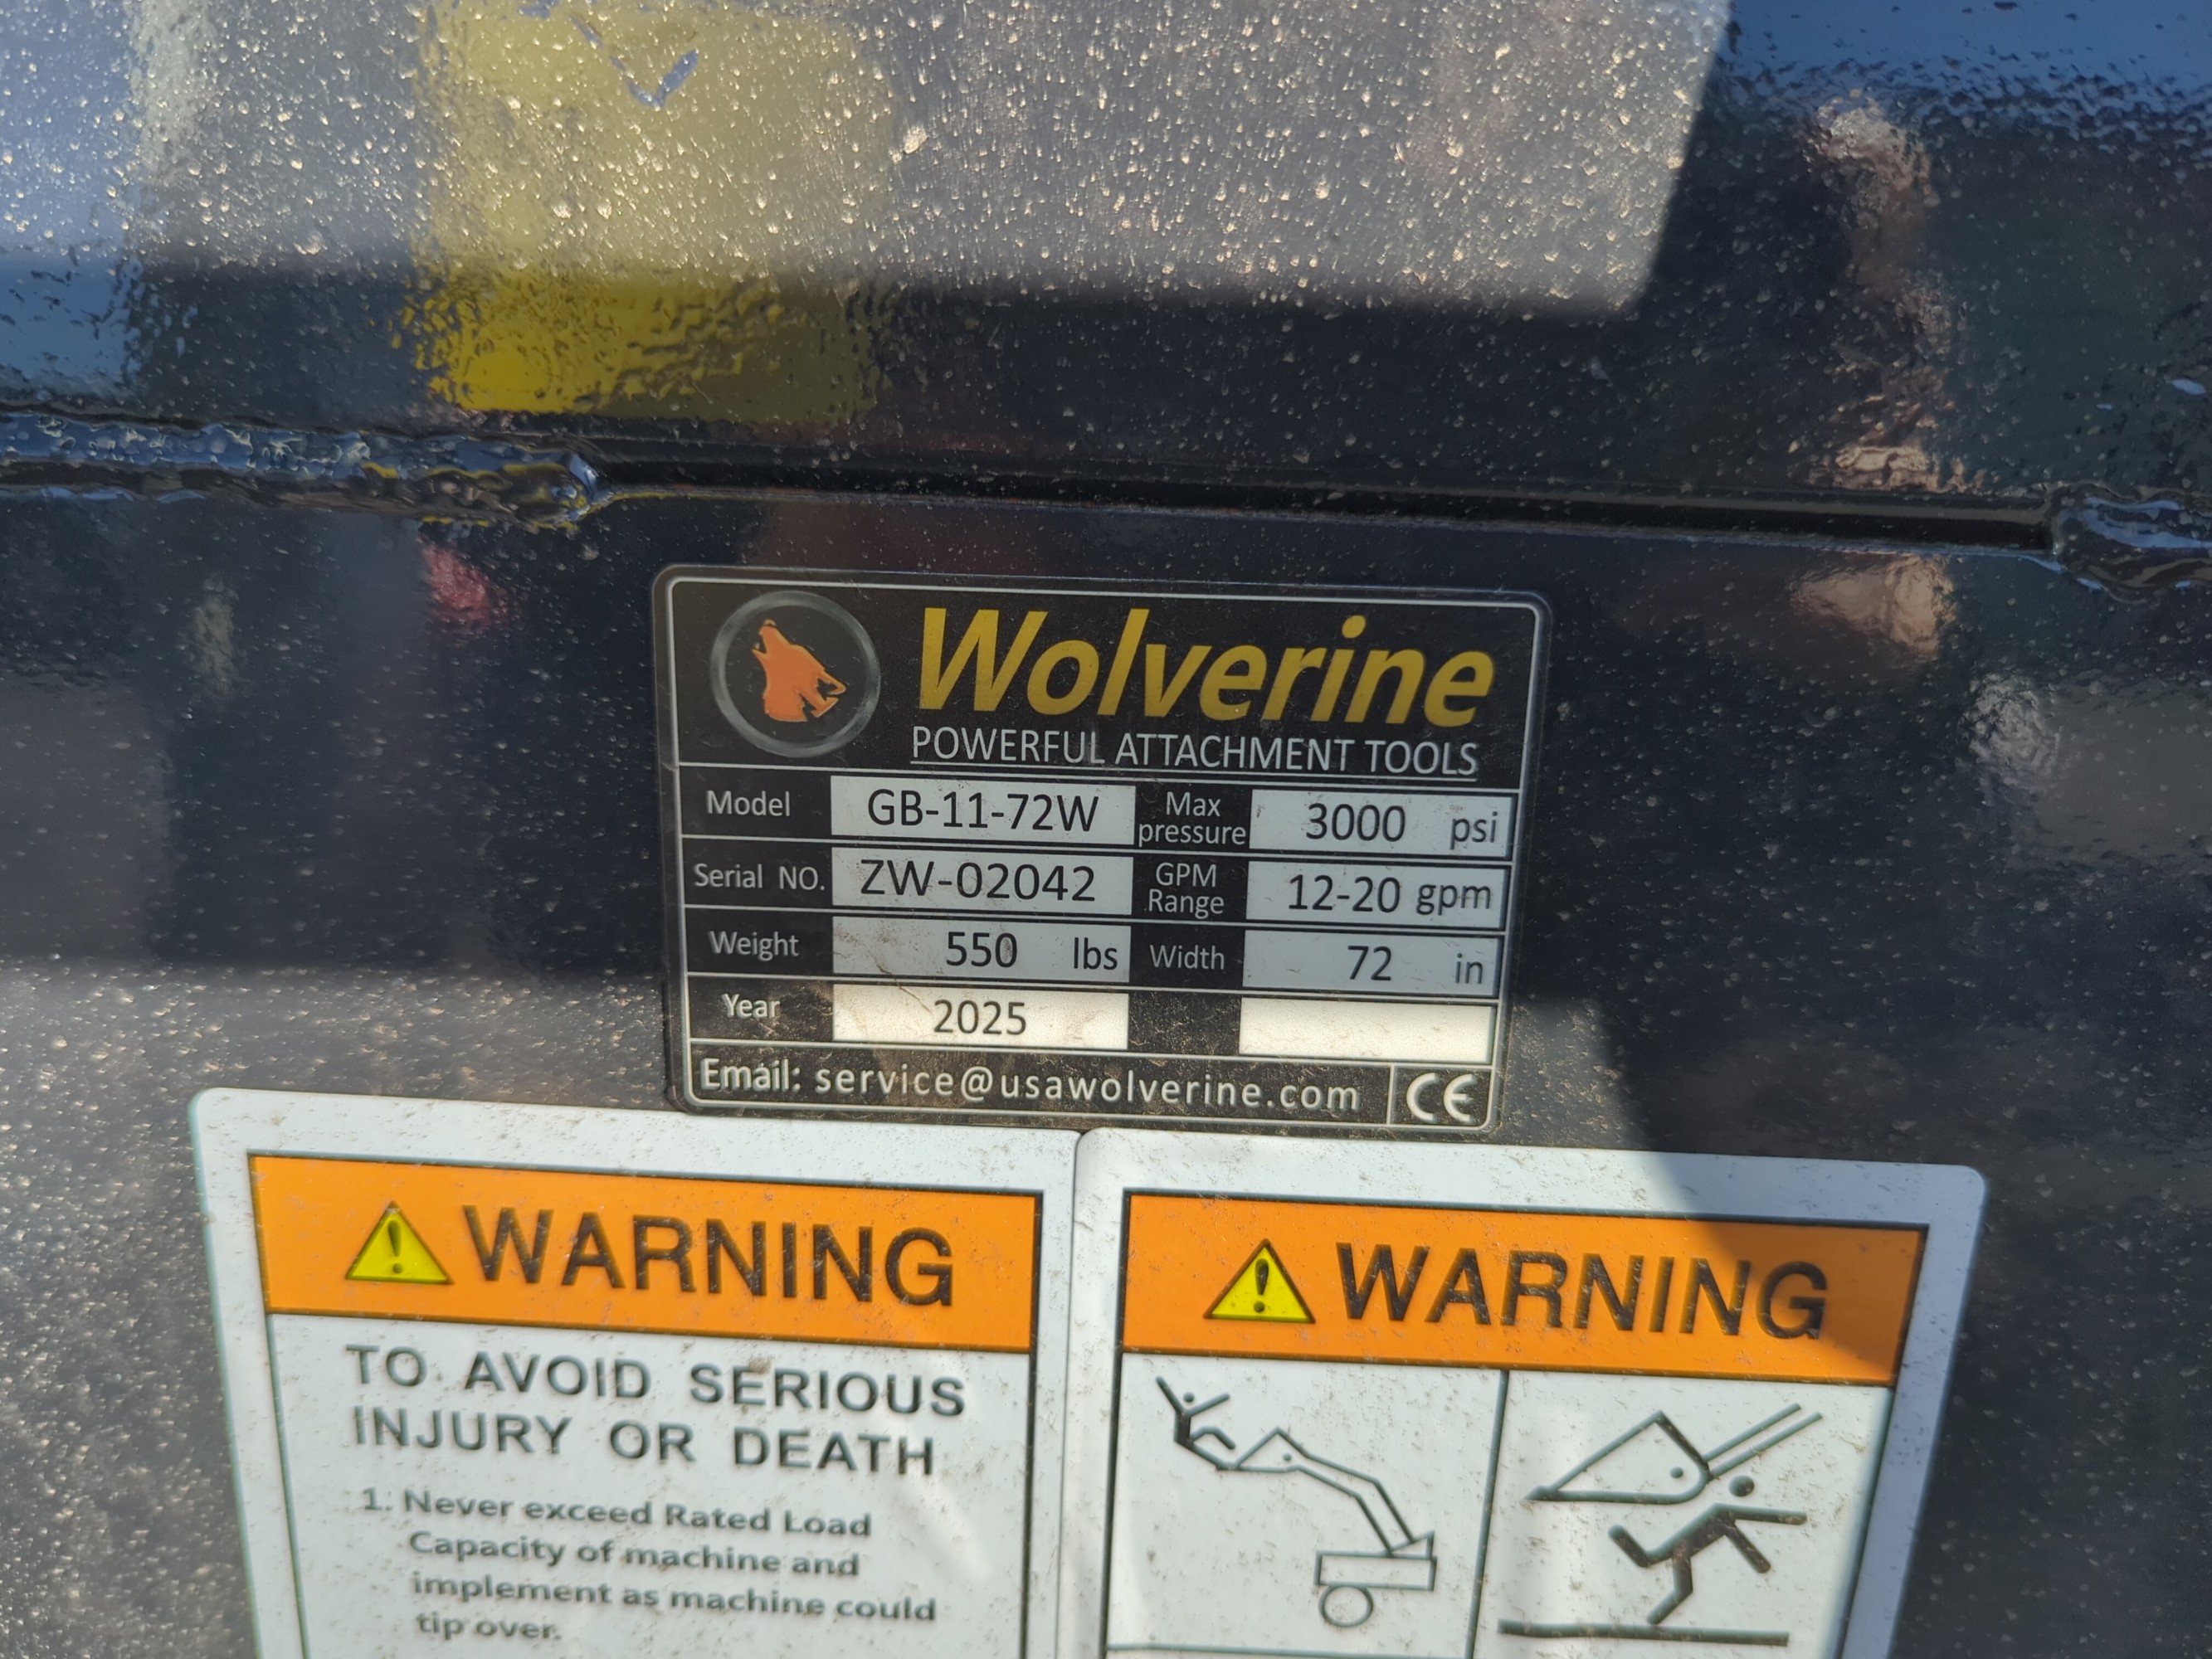 Wolverine
POWERFUL ATTACHMENT TOOLS
Model GB-11-72W Max pressure 3000 psi
Serial NO. ZW-02042 GPM Range 12-20 gpm
Weight 550 lbs Width 72 in
Year 2025
Email: service@usawolverine.com CE
WARNING
TO AVOID SERIOUS
INJURY OR DEATH
1. Never exceed Rated Load
Capacity of machine and
implement as machine could
tip over.
WARNING